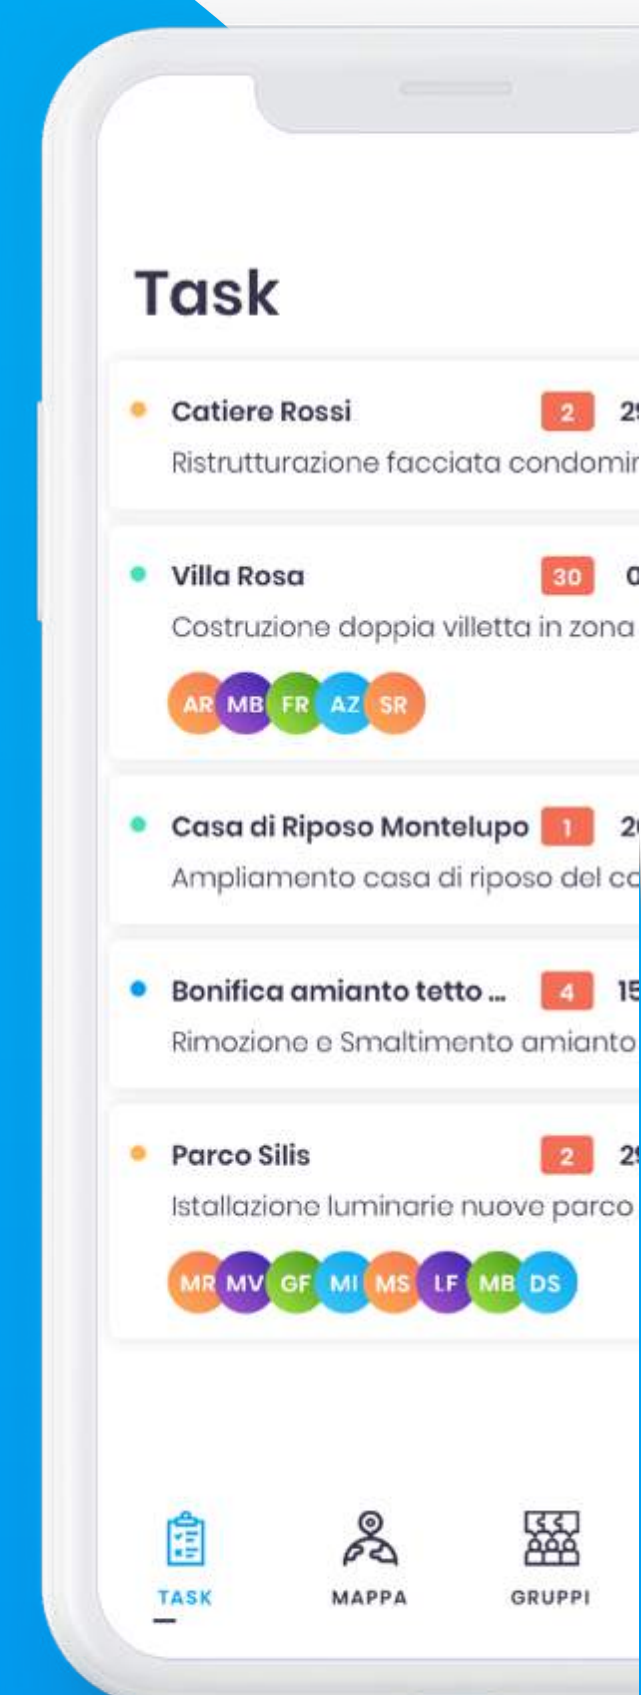 Task
Catiere Rossi 2
Ristrutturazione facciata
Villa Rosa 30
Costruzione doppia villetta in zona
AR MB FR AZ SR
Casa di Riposo Montelupo 1
Ampliamento casa di riposo del
Bonifica amianto tetto ... 4 15
Rimozione e Smaltimento amianto
Parco Silis 2
Istallazione luminarie nuove parco
MR MV GF MI MS LF MB DS
TASK MAPPA GRUPPI